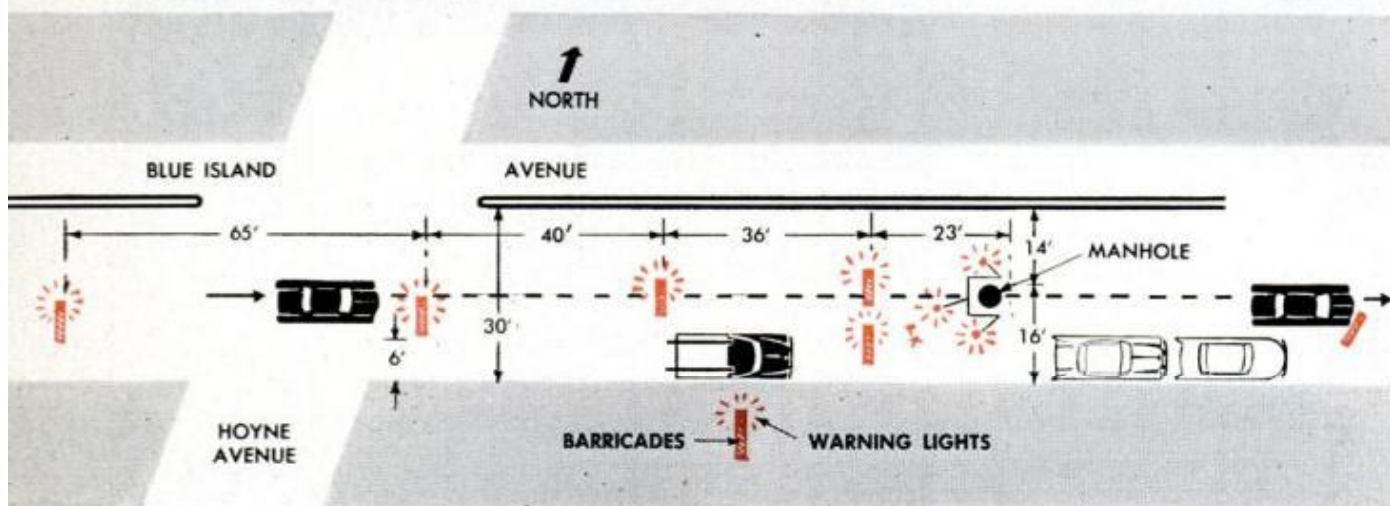 NORTH
BLUE ISLAND AVENUE
65'
40'
36'
23'
14'
MANHOLE
30'
16'
6'
HOYNE
AVENUE
BARRICADES
WARNING LIGHTS